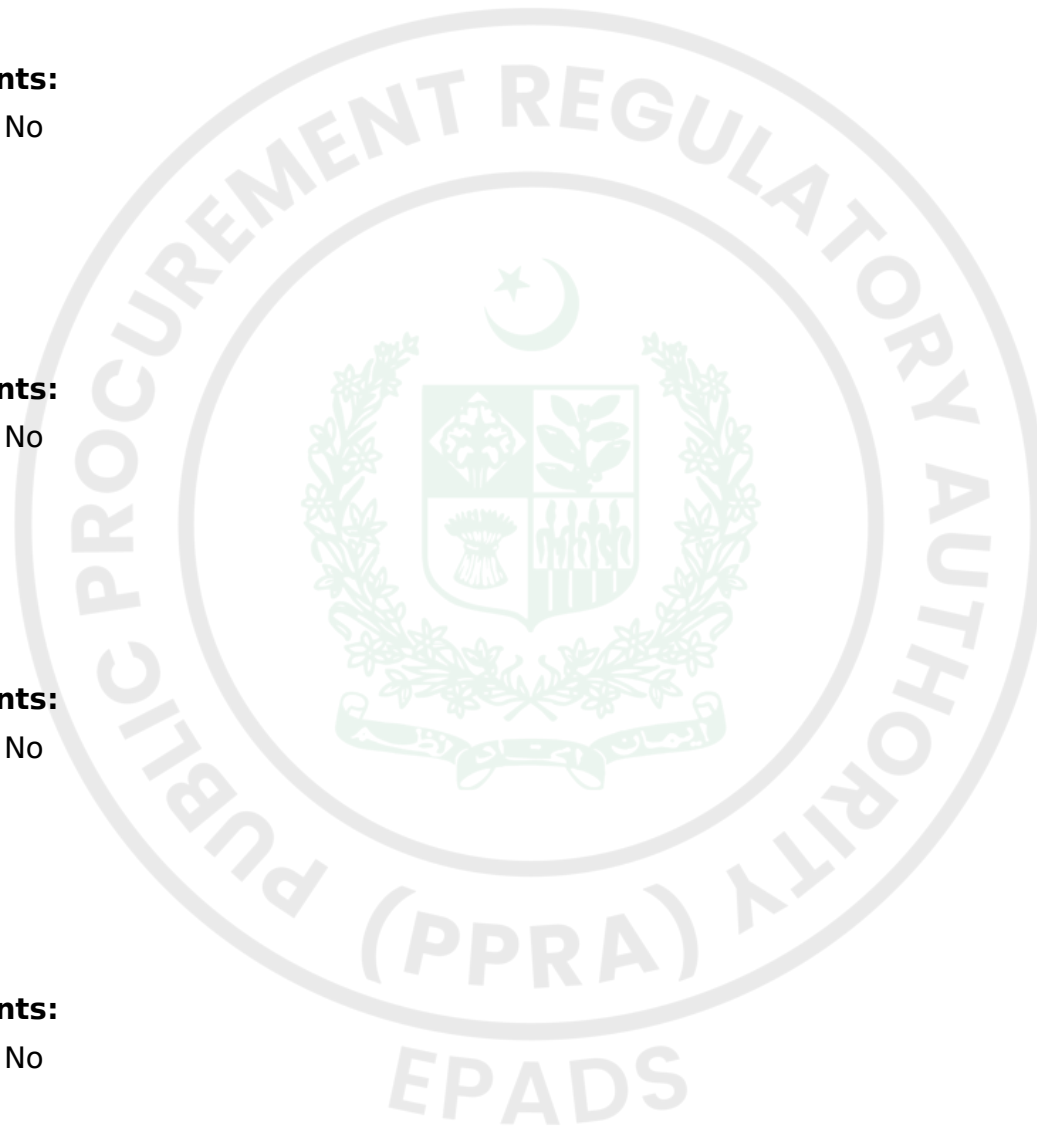 nts:
No
nts:
No
nts:
No
nts:
No
PUBLIC PROCUREMENT REGULATORY AUTHORITY
(PPRA)
EPADS